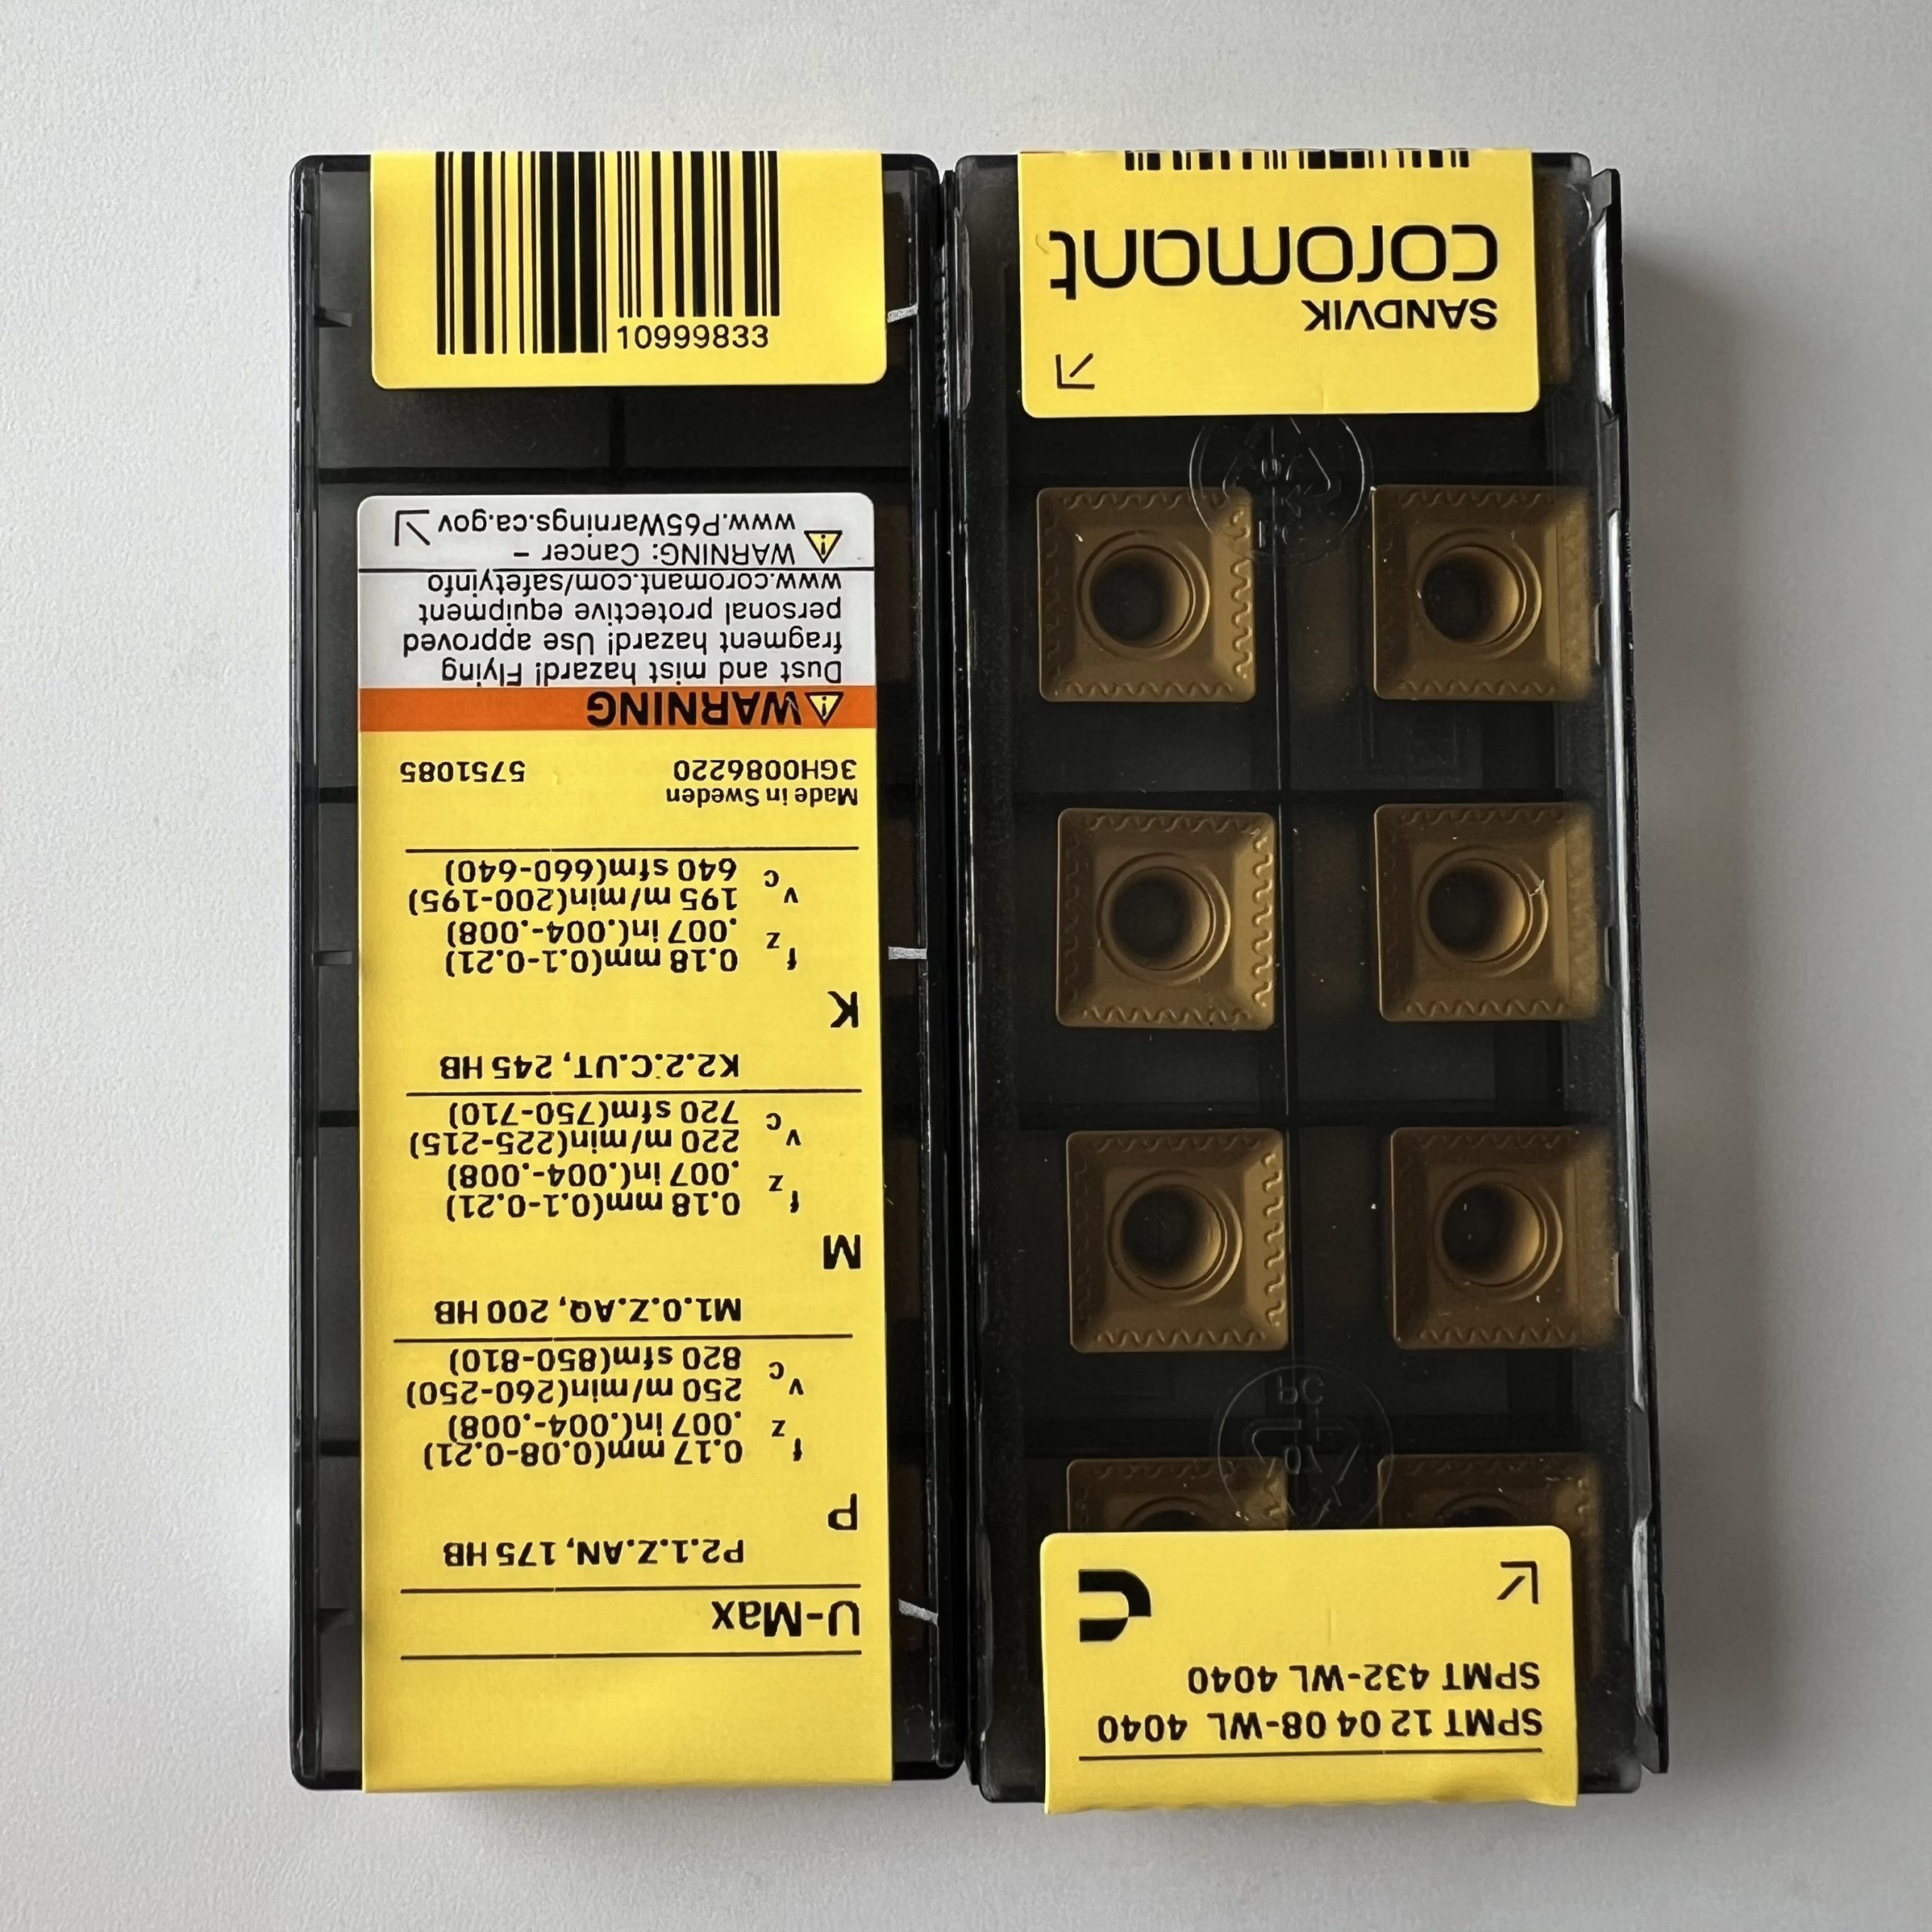 10999833
U-Max
P2.1.Z.AN, 175 HB
P
f z 0.17 mm(0.08-0.21)
.007 in(.004-.008)
v c 250 m/min(260-250)
820 sfm(850-810)
M1.0.Z.AQ, 200 HB
M
f z 0.18 mm(0.1-0.21)
.007 in(.004-.008)
v c 220 m/min(225-215)
720 sfm(750-710)
K2.2.C.UT, 245 HB
K
f z 0.18 mm(0.1-0.21)
.007 in(.004-.008)
v c 195 m/min(200-195)
640 sfm(660-640)
Made in Sweden
3GH0086220 5751085
WARNING
Dust and mist hazard! Flying
fragment hazard! Use approved
personal protective equipment
www.coromant.com/safetyinfo
WARNING: Cancer –
www.P65Warnings.ca.gov
SPMT 12 04 08-WL 4040
SPMT 432-WL 4040
PC
SANDVIK
coromant